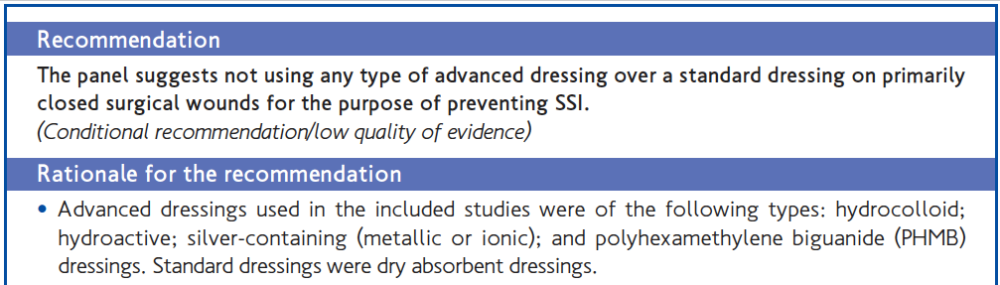 Recommendation
The panel suggests not using any type of advanced dressing over a standard dressing on primarily
closed surgical wounds for the purpose of preventing SSI.
(Conditional recommendation/low quality of evidence)
Rationale for the recommendation
• Advanced dressings used in the included studies were of the following types: hydrocolloid;
hydroactive; silver-containing (metallic or ionic); and polyhexamethylene biguanide (PHMB)
dressings. Standard dressings were dry absorbent dressings.